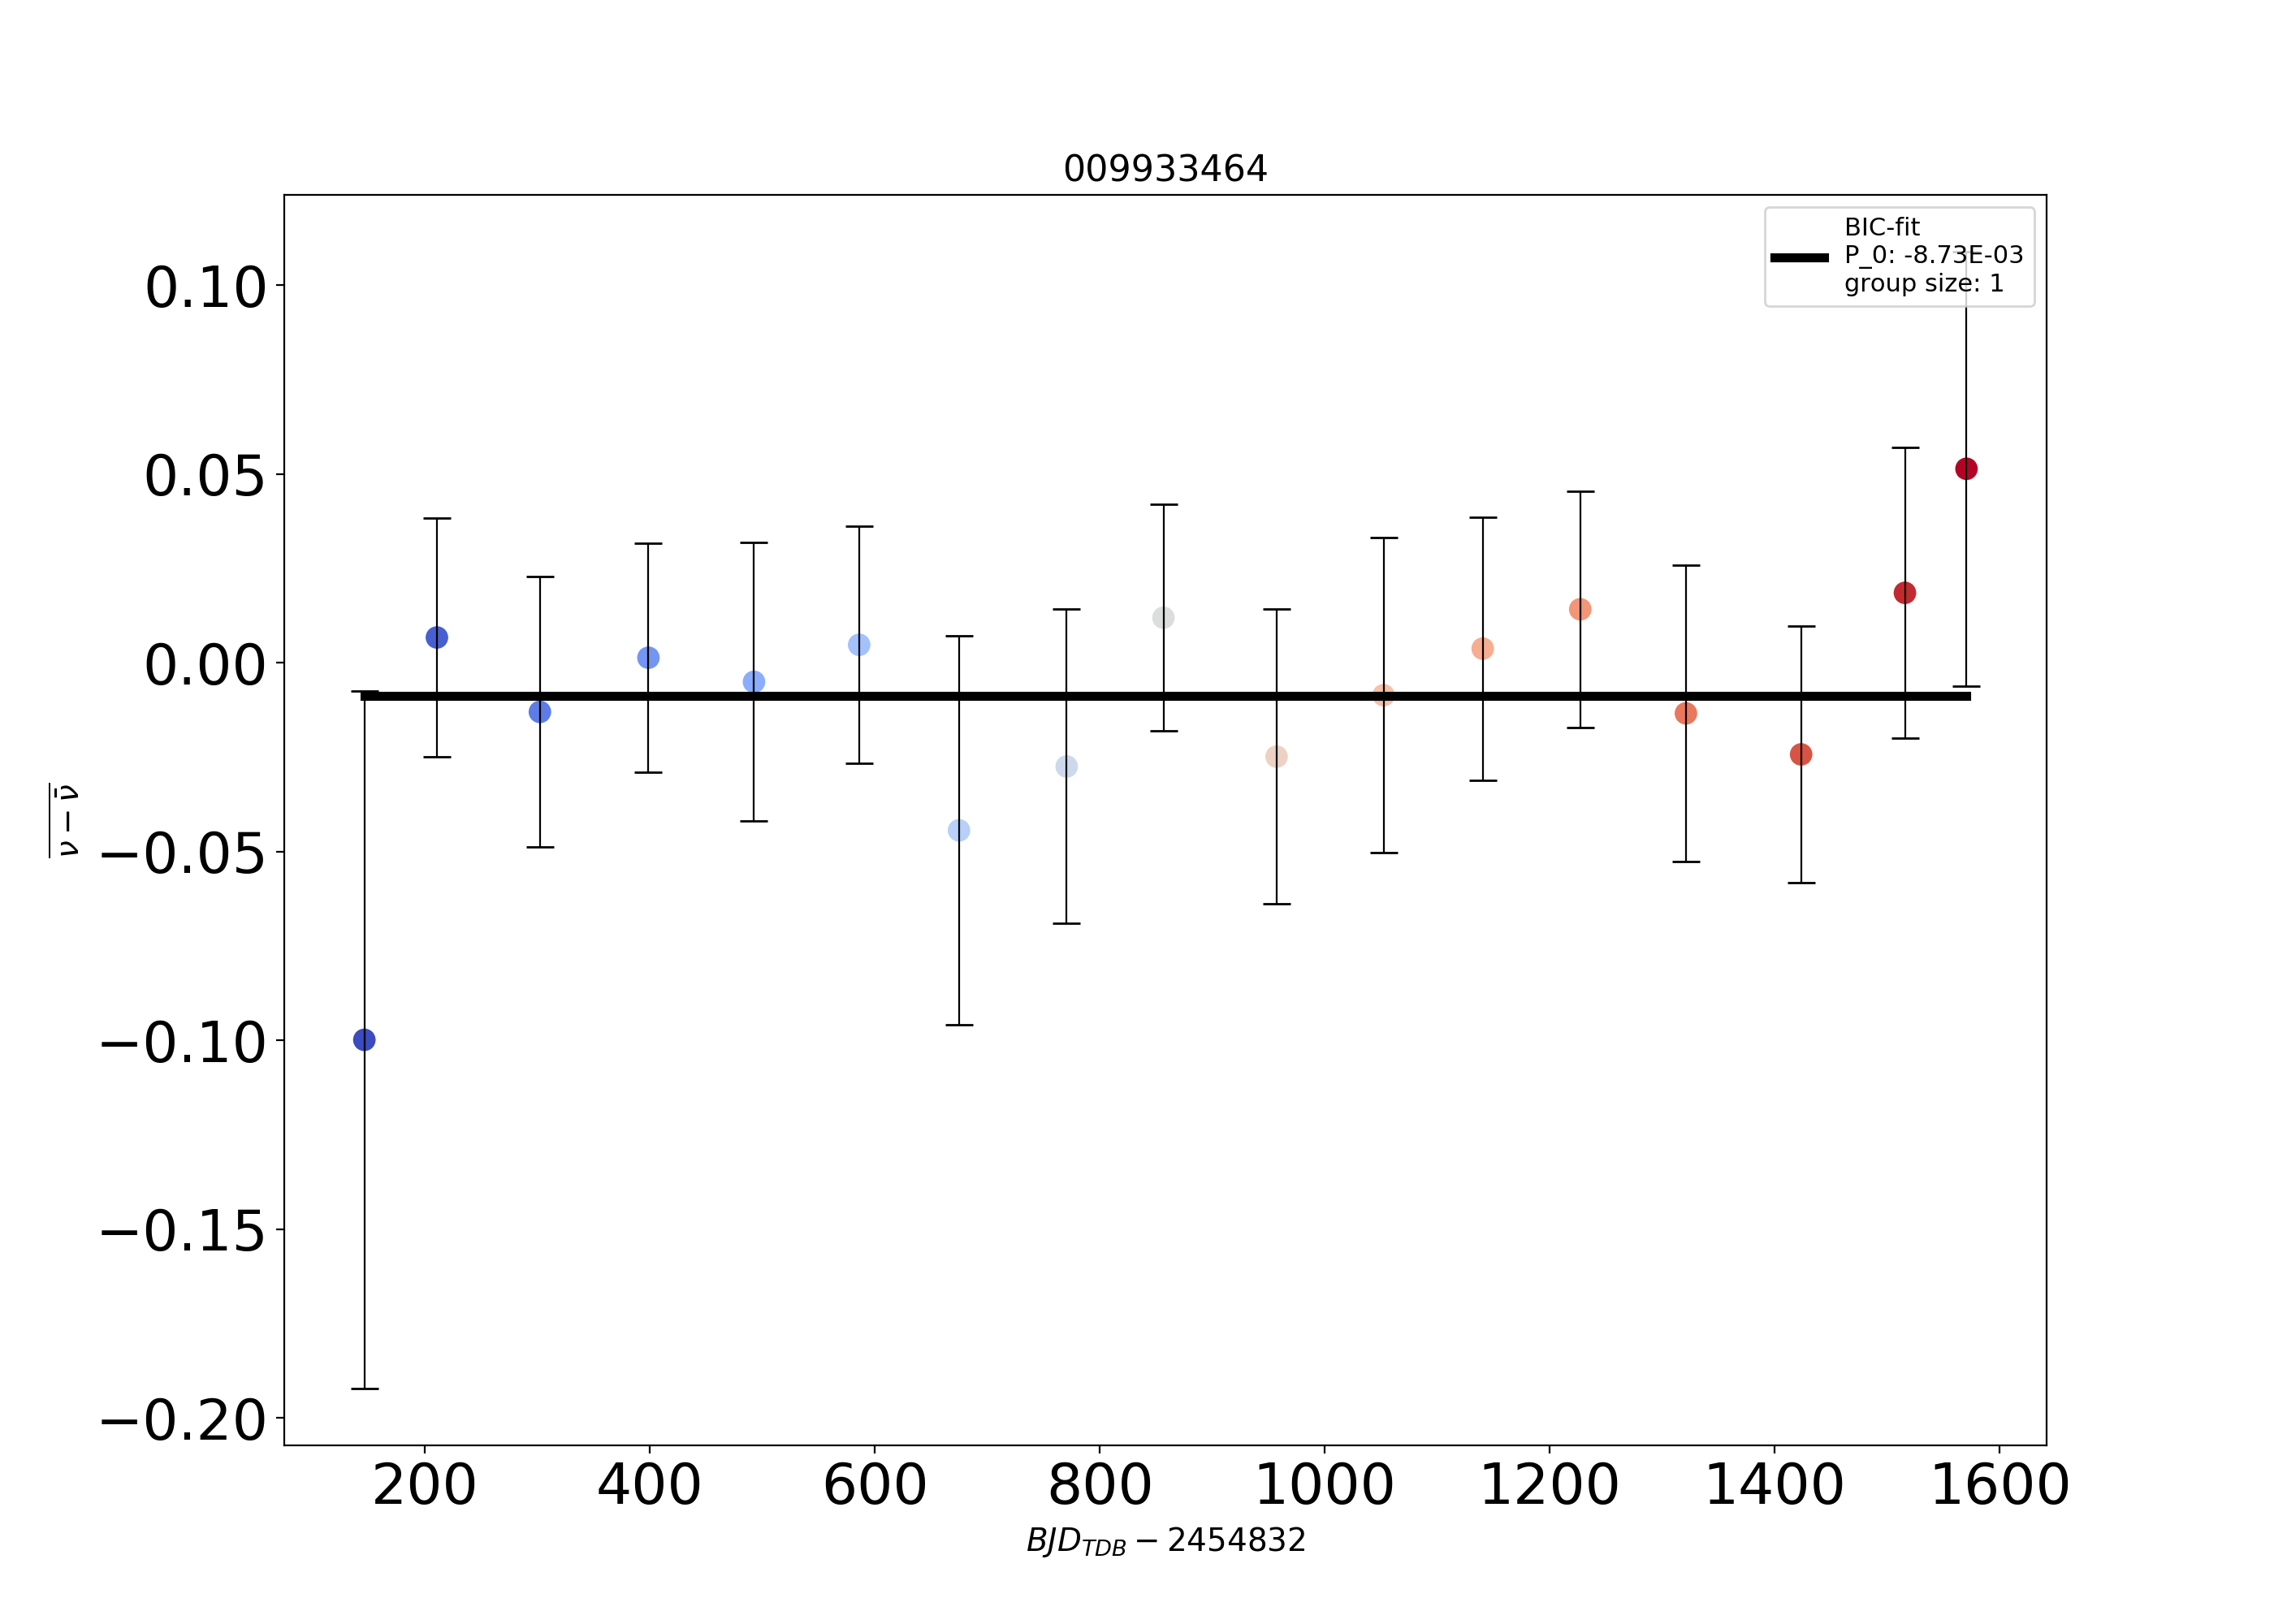 009933464
BIC-fit
P_0: -8.73E-03
group size: 1
0.10
0.05
0.00
−0.05
−0.10
−0.15
−0.20
ν − ν̄
200 400 600 800 1000 1200 1400 1600
BJD_TDB − 2454832